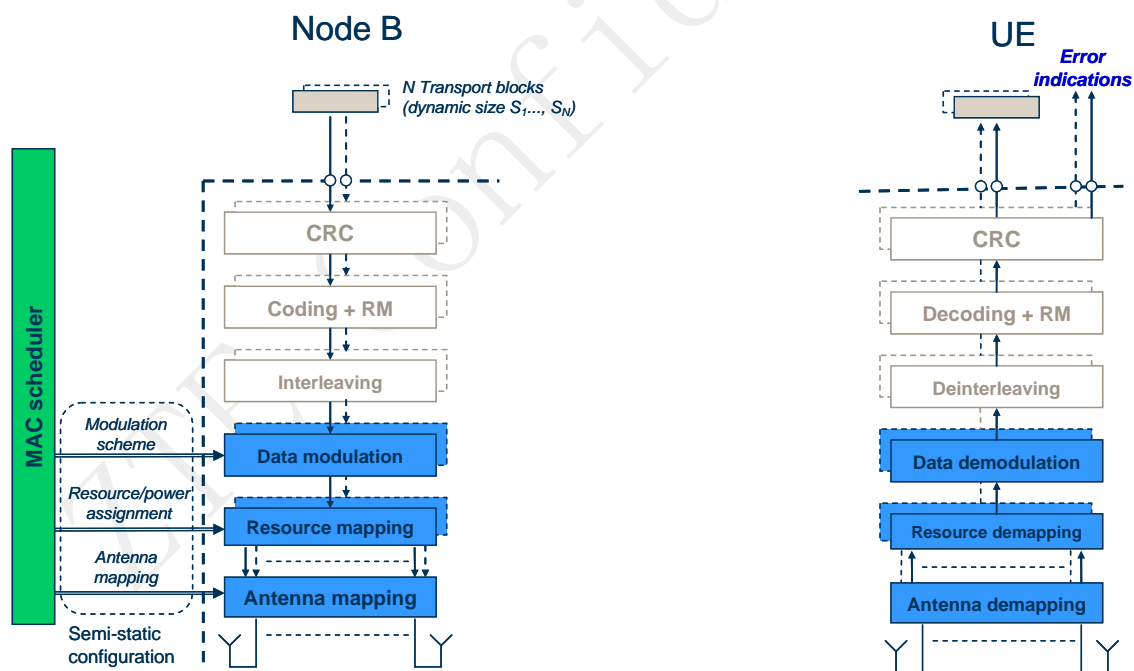 Node B
UE
N Transport blocks
(dynamic size S1..., SN)
Error
indications
CRC
Coding + RM
Interleaving
Data modulation
Resource mapping
Antenna mapping
MAC scheduler
Modulation
scheme
Resource/power
assignment
Antenna
mapping
Semi-static
configuration
CRC
Decoding + RM
Deinterleaving
Data demodulation
Resource demapping
Antenna demapping